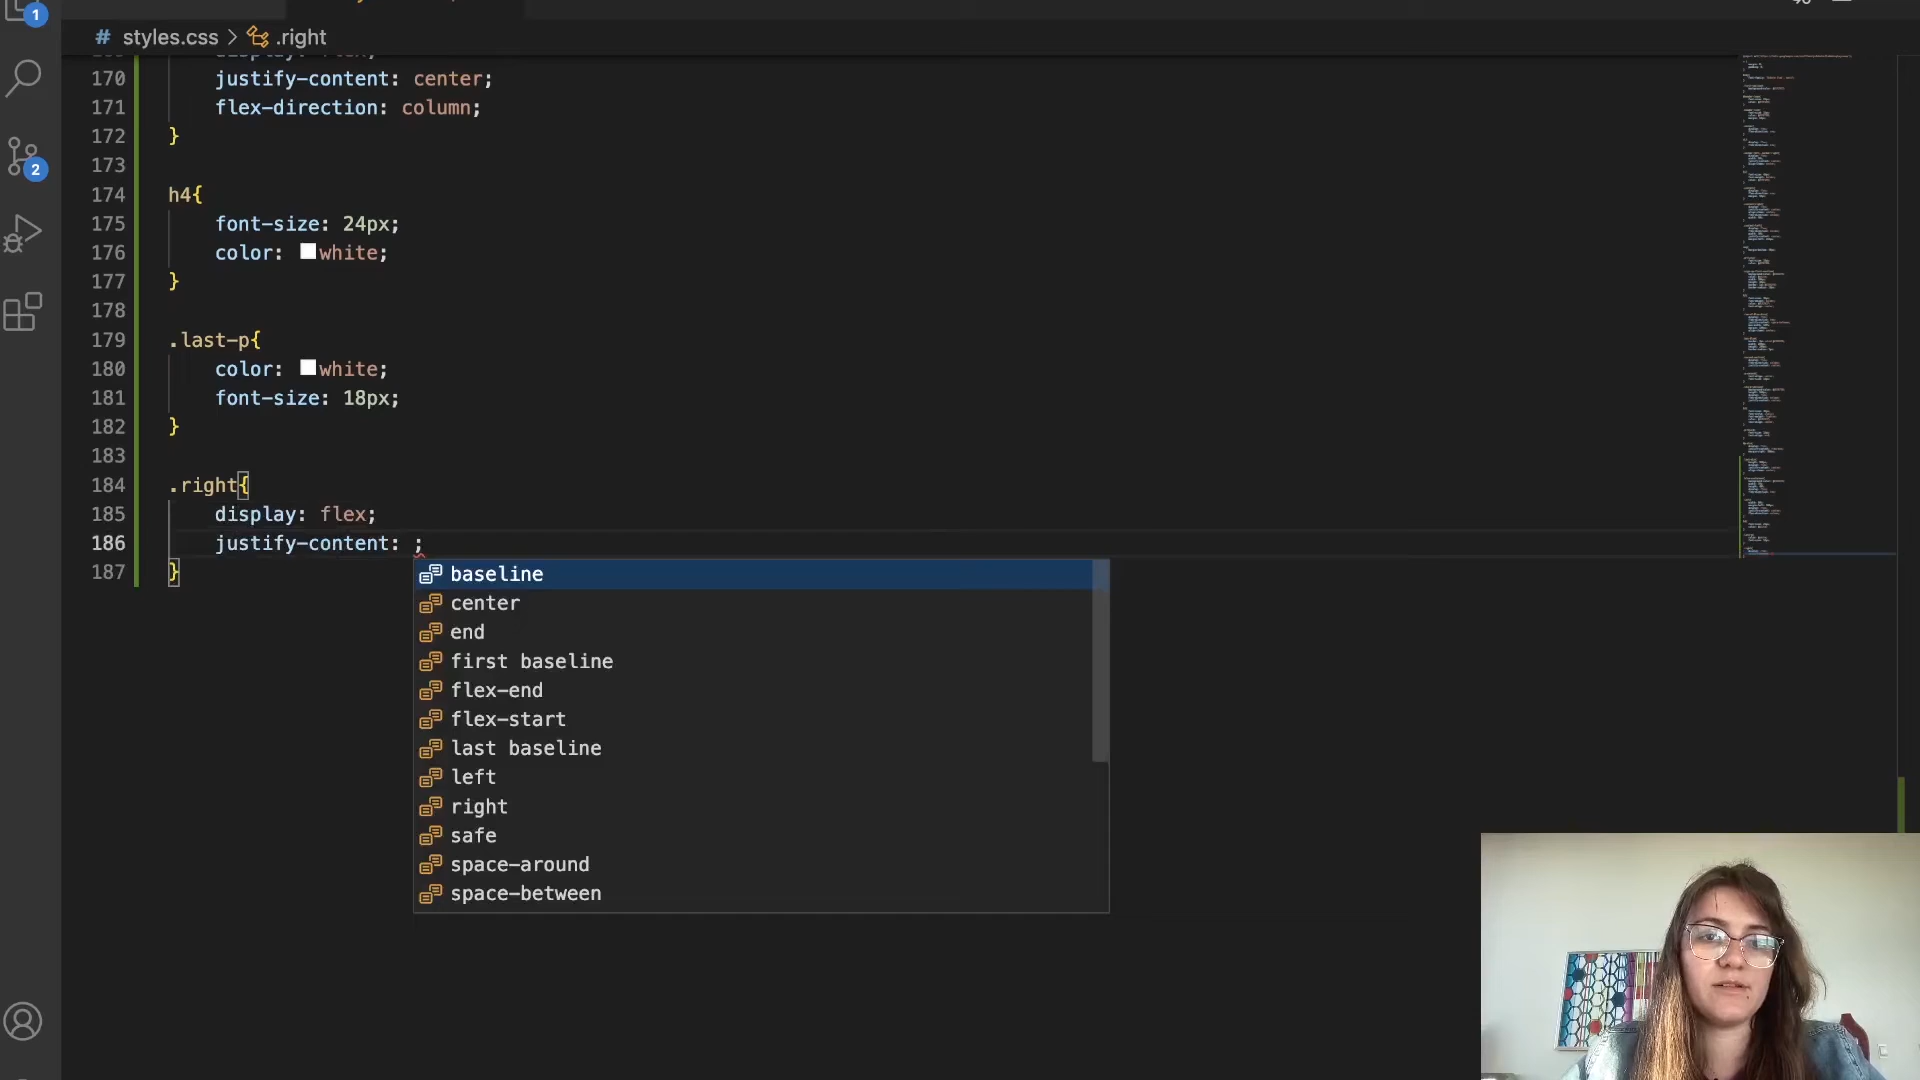 1
# styles.css > .right
170 justify-content: center;
171 flex-direction: column;
172 }
173
174 h4{
175 font-size: 24px;
176 color: white;
177 }
178
179 .last-p{
180 color: white;
181 font-size: 18px;
182 }
183
184 .right{
185 display: flex;
186 justify-content: ;
187 }
2
baseline
center
end
first baseline
flex-end
flex-start
last baseline
left
right
safe
space-around
space-between